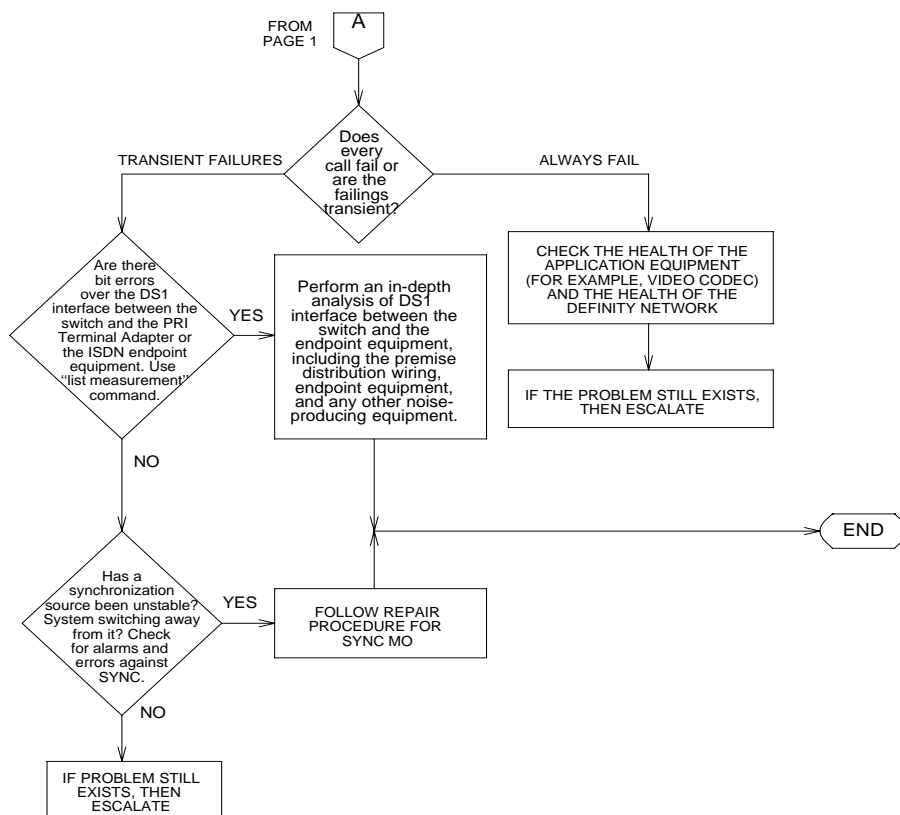 FROM
PAGE 1
A
Does
every
call fail or
are the
failings
transient?
TRANSIENT FAILURES
ALWAYS FAIL
Are there
bit errors
over the DS1
interface between the
switch and the PRI
Terminal Adapter or
the ISDN endpoint
equipment. Use
“list measurement”
command.
YES
Perform an in-depth
analysis of DS1
interface between the
switch and the
endpoint equipment,
including the premise
distribution wiring,
endpoint equipment,
and any other noise-
producing equipment.
CHECK THE HEALTH OF THE
APPLICATION EQUIPMENT
(FOR EXAMPLE, VIDEO CODEC)
AND THE HEALTH OF THE
DEFINITY NETWORK
IF THE PROBLEM STILL EXISTS,
THEN ESCALATE
NO
END
Has a
synchronization
source been unstable?
System switching away
from it? Check
for alarms and
errors against
SYNC.
YES
FOLLOW REPAIR
PROCEDURE FOR
SYNC MO
NO
IF PROBLEM STILL
EXISTS, THEN
ESCALATE